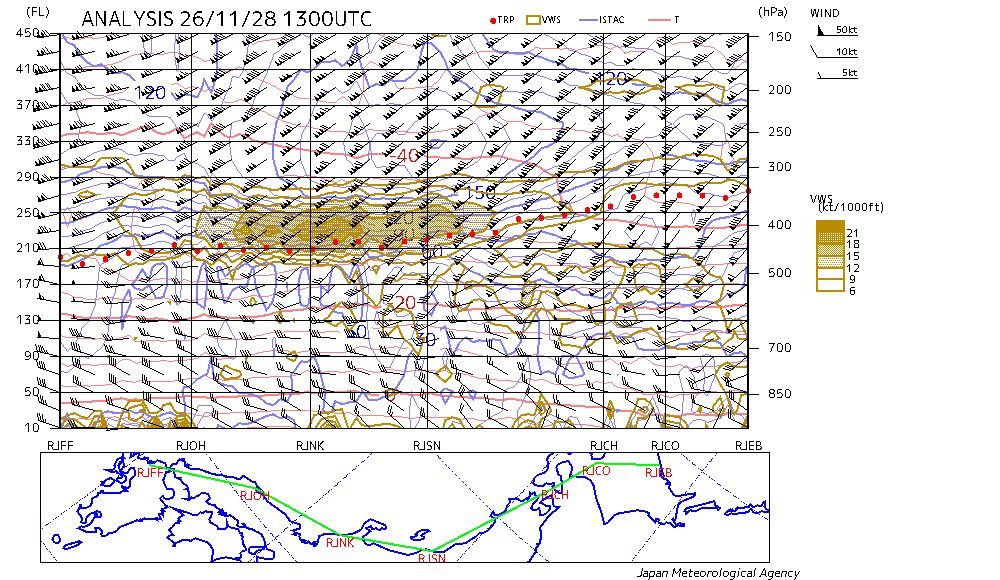 (FL) ANALYSIS 26/11/28 1300UTC TRP VWS ISTAC T (hPa) WIND
450 150 50kt
410 10kt
5kt
120 120 200
370
330 250
-40
290 300
150
250 VWS
(kt/1000ft)
400
210 21
18
15
12
9
6
170 500
-20
130
90 700
50 850
10
RJFF RJOH RJNK RJSN RJCH RJCO RJEB
RJFF RJOH RJNK RJSN RJCH RJCO RJEB
Japan Meteorological Agency